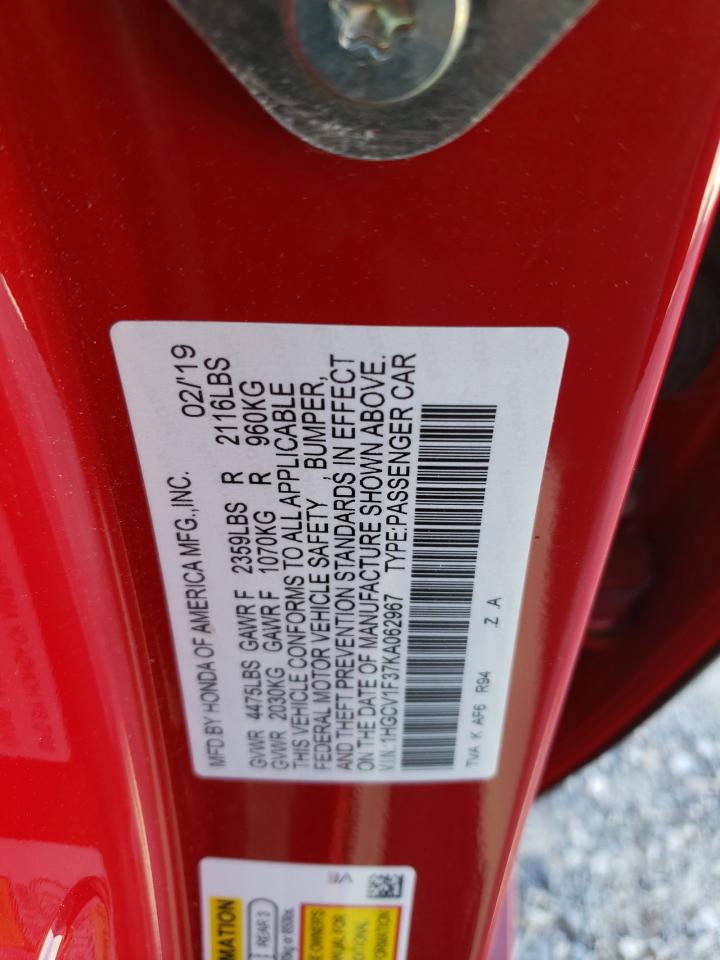 MFD.BY HONDA OF AMERICA MFG.,INC. 02/'19
GVWR 4475LBS GAWR F 2359LBS R 2116LBS
GVWR 2030KG GAWR F 1070KG R 960KG
THIS VEHICLE CONFORMS TO ALL APPLICABLE
FEDERAL MOTOR VEHICLE SAFETY , BUMPER,
AND THEFT PREVENTION STANDARDS IN EFFECT
ON THE DATE OF MANUFACTURE SHOWN ABOVE.
V.I.N.:1HGCV1F37KA062967 TYPE:PASSENGER CAR
TVA K AF6 R94 .Z .A
REAR 3